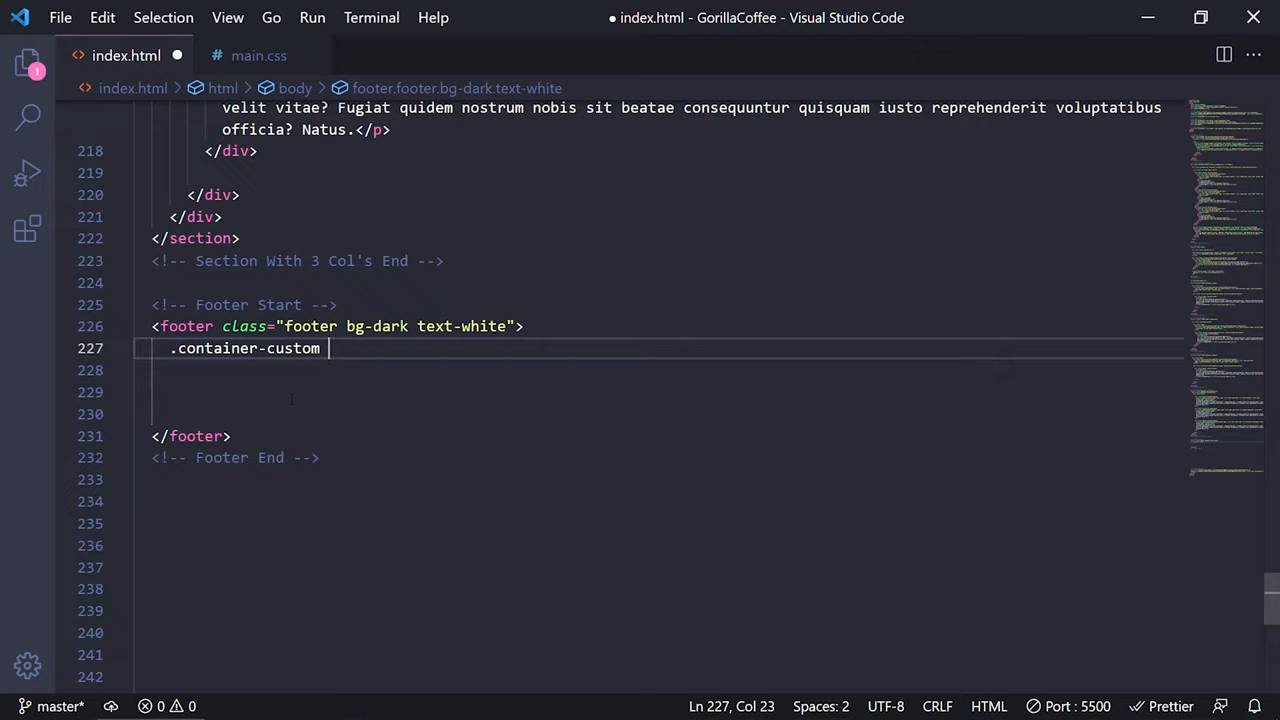 File Edit Selection View Go Run Terminal Help ● index.html - GorillaCoffee - Visual Studio Code
<> index.html ● # main.css
1
<> index.html > html > body > footer.footer.bg-dark.text-white
velit vitae? Fugiat quidem nostrum nobis sit beatae consequuntur quisquam iusto reprehenderit voluptatibus
officia? Natus.</p>
218 </div>
219
220 </div>
221 </div>
222 </section>
223 <!-- Section With 3 Col's End -->
224
225 <!-- Footer Start -->
226 <footer class="footer bg-dark text-white">
227 .container-custom
228
229
230
231 </footer>
232 <!-- Footer End -->
233
234
235
236
237
238
239
240
241
242
master* 0 0 Ln 227, Col 23 Spaces: 2 UTF-8 CRLF HTML Port : 5500 Prettier